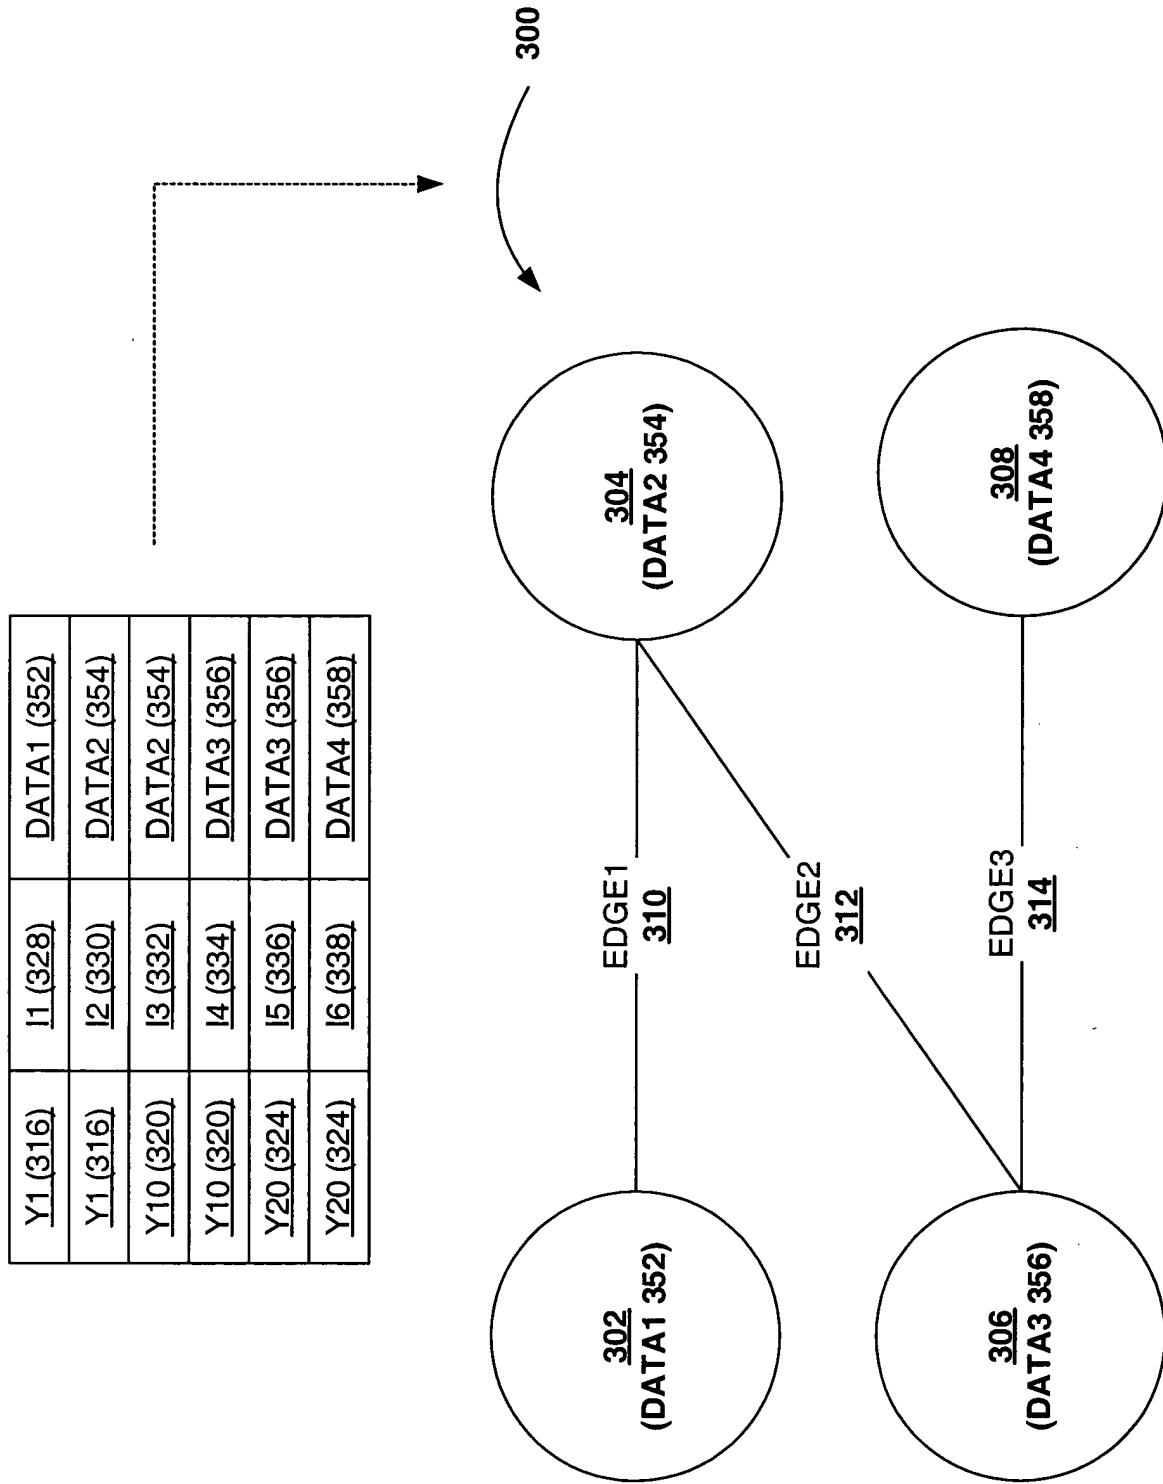 Y1 (316) I1 (328) DATA1 (352)
Y1 (316) I2 (330) DATA2 (354)
Y10 (320) I3 (332) DATA2 (354)
Y10 (320) I4 (334) DATA3 (356)
Y20 (324) I5 (336) DATA3 (356)
Y20 (324) I6 (338) DATA4 (358)
300
302
(DATA1 352)
EDGE1
310
304
(DATA2 354)
EDGE2
312
306
(DATA3 356)
EDGE3
314
308
(DATA4 358)